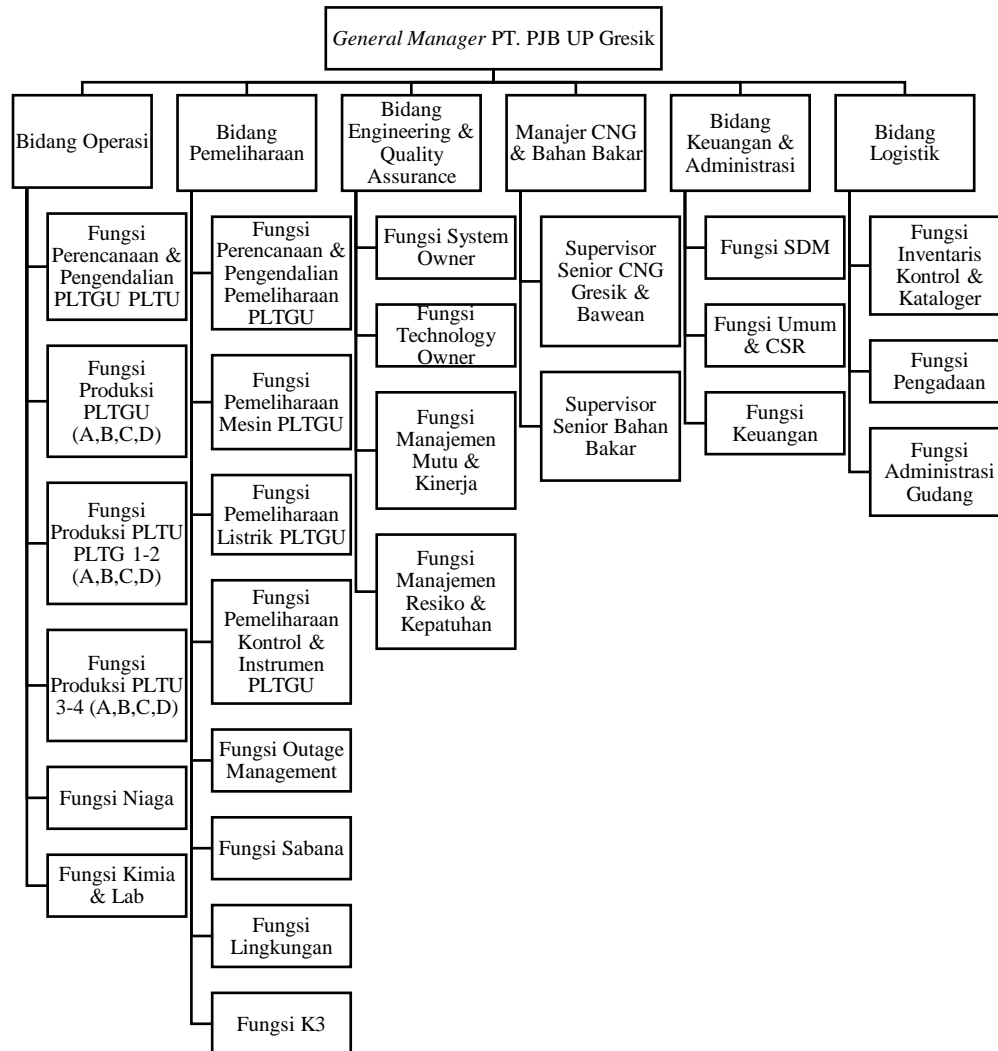 General Manager PT. PJB UP Gresik
Bidang Operasi
Fungsi
Perencanaan &
Pengendalian
PLTGU PLTU
Fungsi
Produksi
PLTGU
(A,B,C,D)
Fungsi
Produksi PLTU
PLTG 1-2
(A,B,C,D)
Fungsi
Produksi PLTU
3-4 (A,B,C,D)
Fungsi Niaga
Fungsi Kimia
& Lab
Bidang
Pemeliharaan
Fungsi
Perencanaan &
Pengendalian
Pemeliharaan
PLTGU
Fungsi
Pemeliharaan
Mesin PLTGU
Fungsi
Pemeliharaan
Listrik PLTGU
Fungsi
Pemeliharaan
Kontrol &
Instrumen
PLTGU
Fungsi Outage
Management
Fungsi Sabana
Fungsi
Lingkungan
Fungsi K3
Bidang
Engineering &
Quality
Assurance
Fungsi System
Owner
Fungsi
Technology
Owner
Fungsi
Manajemen
Mutu &
Kinerja
Fungsi
Manajemen
Resiko &
Kepatuhan
Manajer CNG
& Bahan Bakar
Supervisor
Senior CNG
Gresik &
Bawean
Supervisor
Senior Bahan
Bakar
Bidang
Keuangan &
Administrasi
Fungsi SDM
Fungsi Umum
& CSR
Fungsi
Keuangan
Bidang
Logistik
Fungsi
Inventaris
Kontrol &
Kataloger
Fungsi
Pengadaan
Fungsi
Administrasi
Gudang